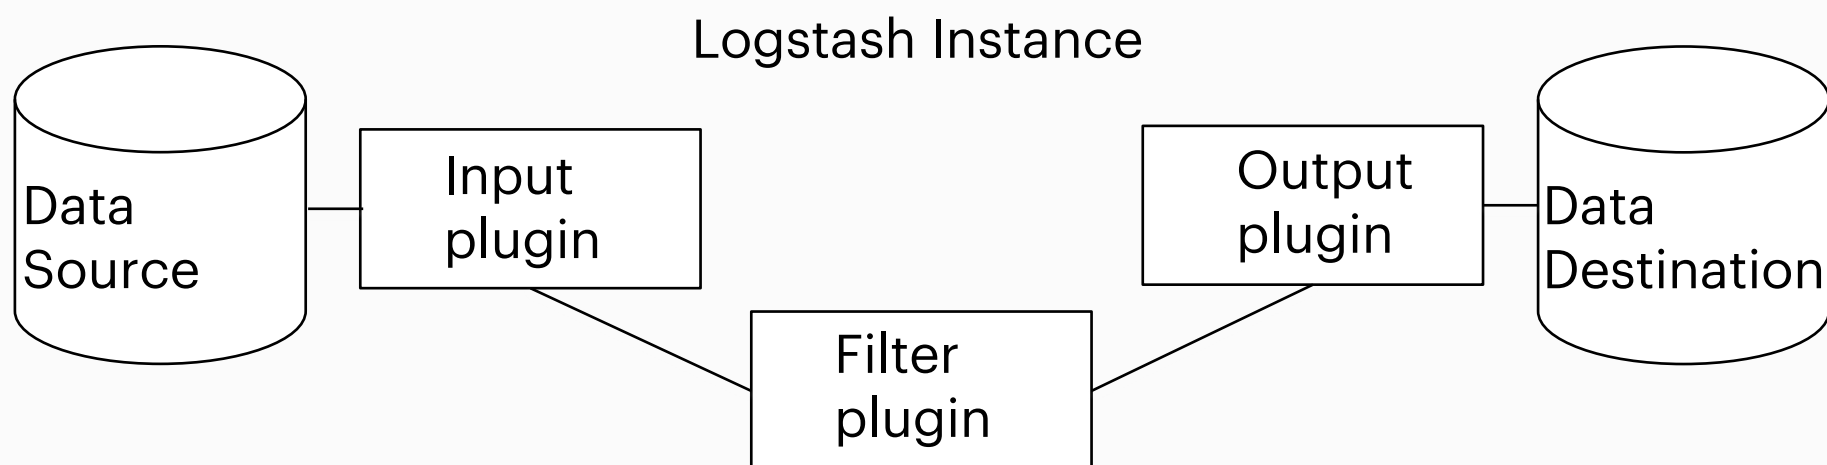 Logstash Instance
Data
Source
Input
plugin
Filter
plugin
Output
plugin
Data
Destination